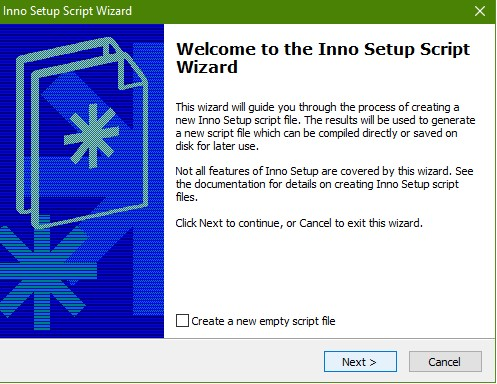 Inno Setup Script Wizard
Welcome to the Inno Setup Script
Wizard
This wizard will guide you through the process of creating a
new Inno Setup script file. The results will be used to generate
a new script file which can be compiled directly or saved on
disk for later use.
Not all features of Inno Setup are covered by this wizard. See
the documentation for details on creating Inno Setup script
files.
Click Next to continue, or Cancel to exit this wizard.
Create a new empty script file
Next >
Cancel